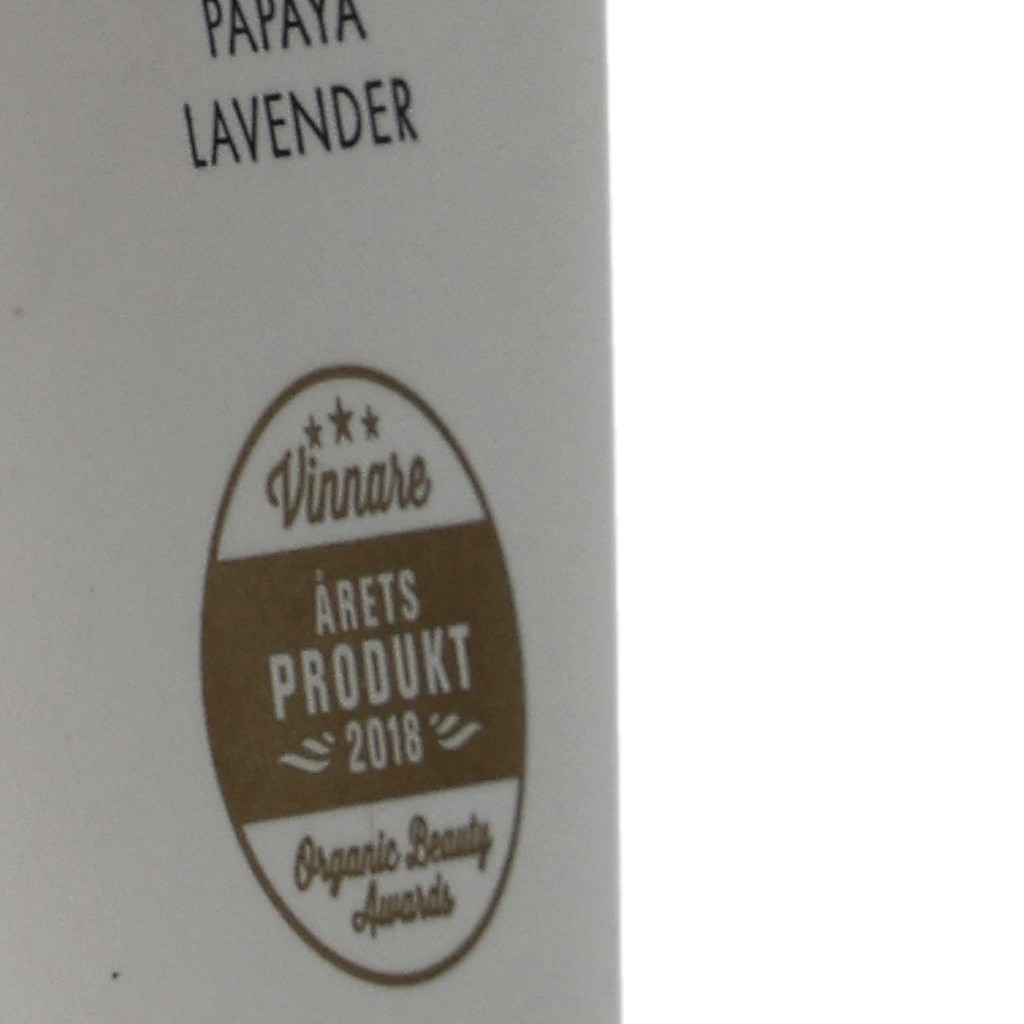 PAPAYA
LAVENDER
Vinnare
ÅRETS
PRODUKT
2018
Organic Beauty
Awards